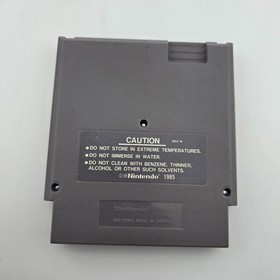 CAUTION
•DO NOT STORE IN EXTREME TEMPERATURES.
•DO NOT IMMERSE IN WATER.
•DO NOT CLEAN WITH BENZENE, THINNER,
ALCOHOL OR OTHER SUCH SOLVENTS.
©®Nintendo® 1985
Nintendo